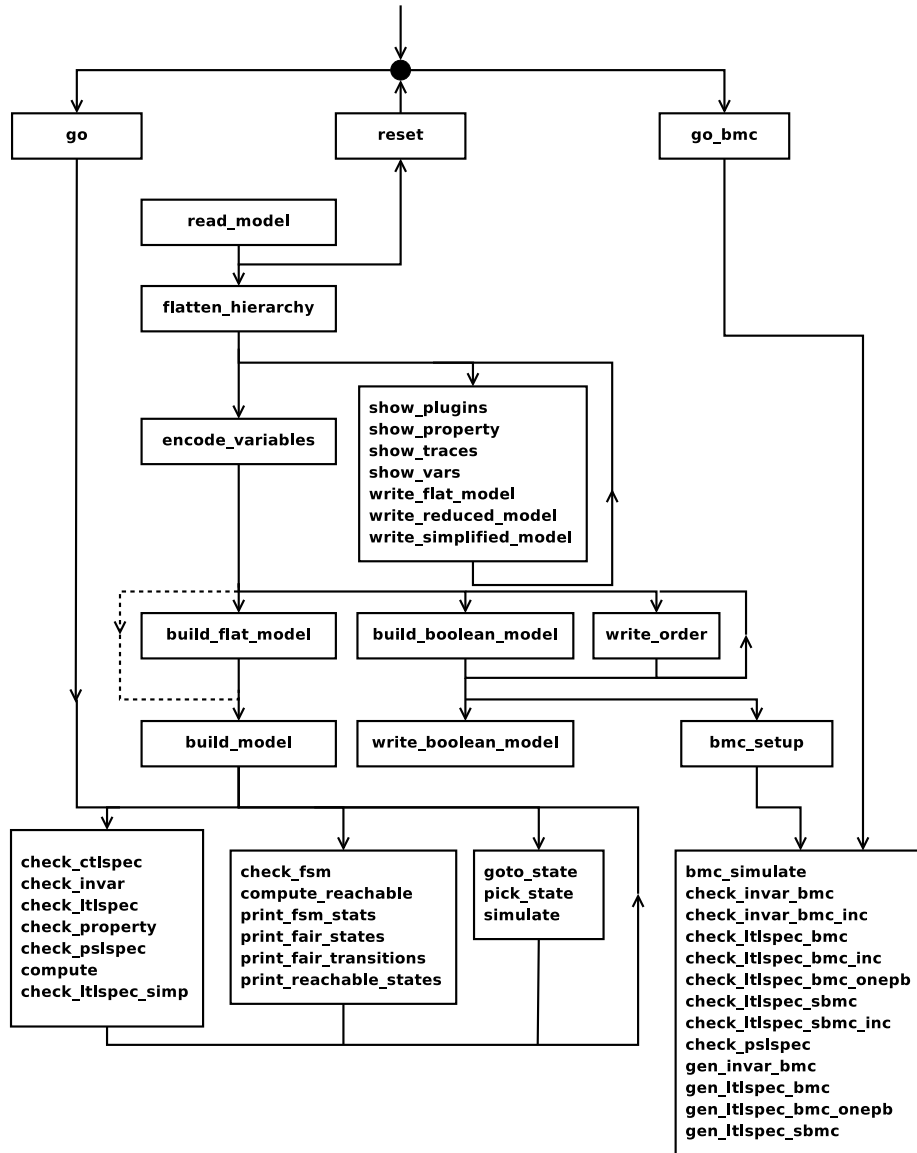 go
reset
go_bmc
read_model
flatten_hierarchy
encode_variables
show_plugins
show_property
show_traces
show_vars
write_flat_model
write_reduced_model
write_simplified_model
build_flat_model
build_boolean_model
write_order
build_model
write_boolean_model
bmc_setup
check_ctlspec
check_invar
check_ltlspec
check_property
check_pslspec
compute
check_ltlspec_simp
check_fsm
compute_reachable
print_fsm_stats
print_fair_states
print_fair_transitions
print_reachable_states
goto_state
pick_state
simulate
bmc_simulate
check_invar_bmc
check_invar_bmc_inc
check_ltlspec_bmc
check_ltlspec_bmc_inc
check_ltlspec_bmc_onepb
check_ltlspec_sbmc
check_ltlspec_sbmc_inc
check_pslspec
gen_invar_bmc
gen_ltlspec_bmc
gen_ltlspec_bmc_onepb
gen_ltlspec_sbmc